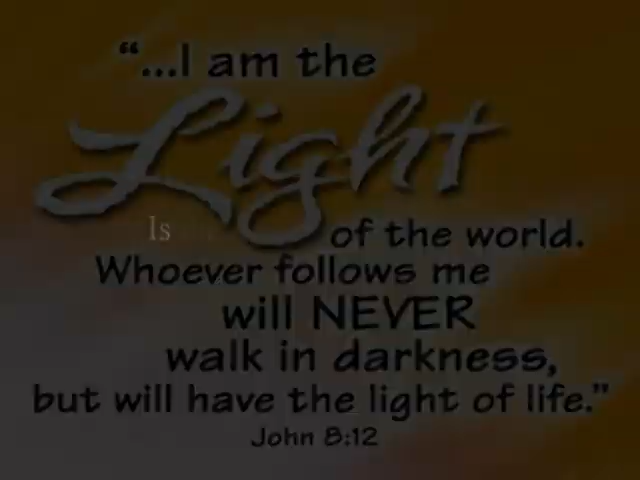 “...I am the
Light
Is
of the world.
Whoever follows me
will NEVER
walk in darkness,
but will have the light of life.”
John 8:12